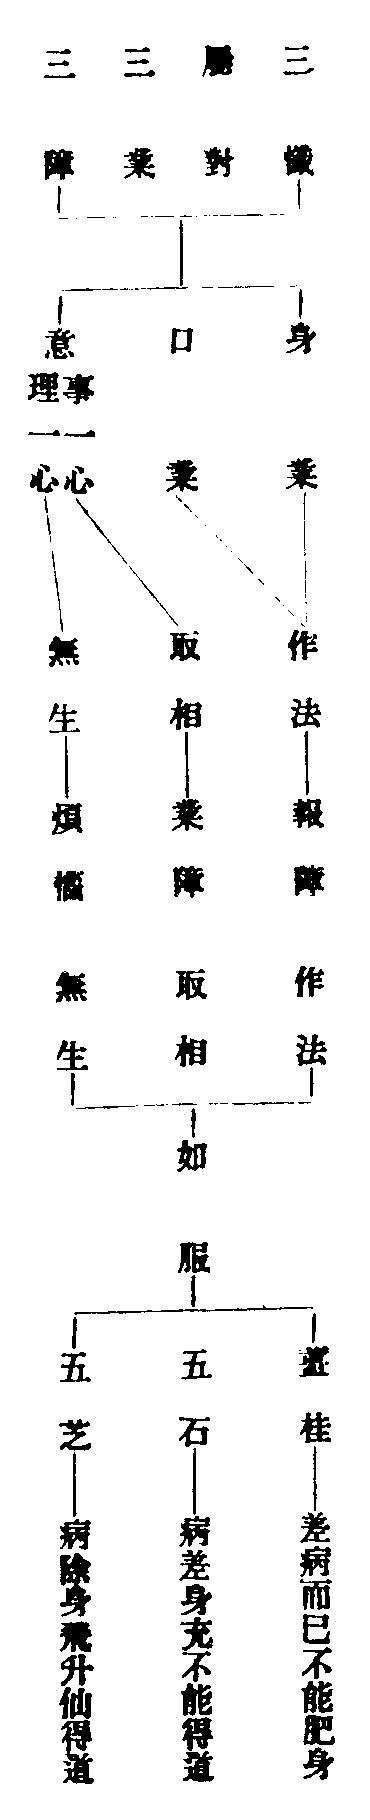 三懺
屬對
三業
三障
身業
口業
意
事一心
理一心
作法
取相
無生
報障
業障
煩惱
作法
取相
無生
如服
薑桂
五石
五芝
差病而已不能肥身
病差身充不能得道
病除身飛升仙得道